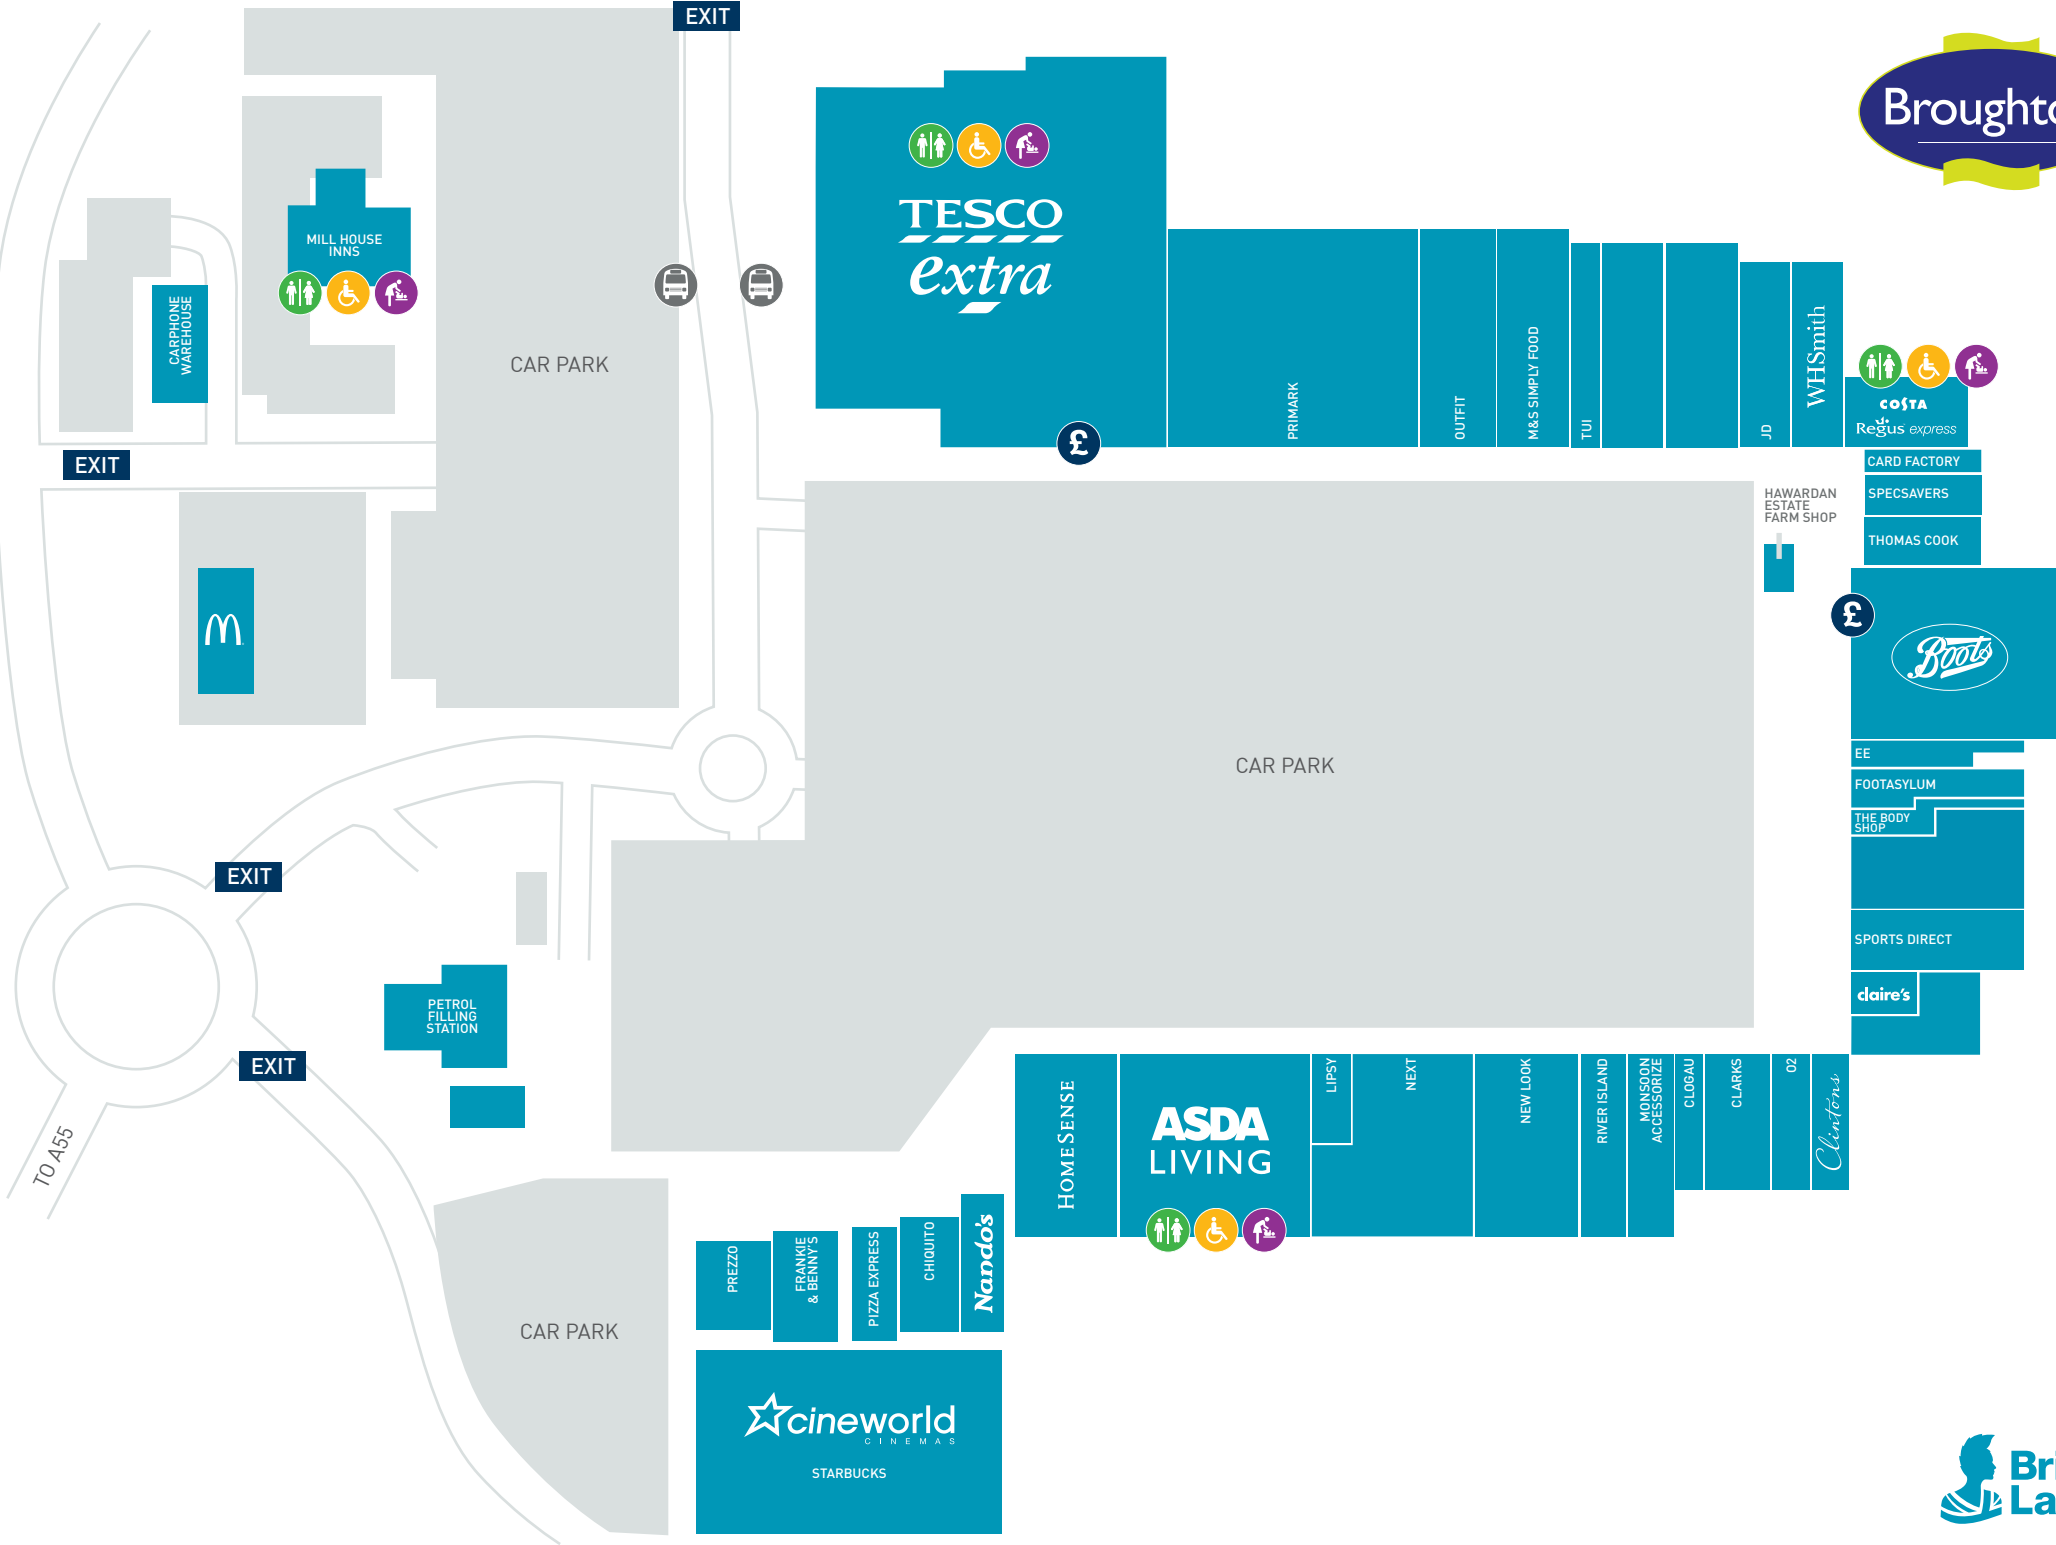 EXIT
Broughto
TESCO
extra
MILL HOUSE
INNS
CARPHONE
WAREHOUSE
CAR PARK
PRIMARK
OUTFIT
M&S SIMPLY FOOD
TUI
JD
WHSmith
COSTA
Regus express
£
EXIT
CARD FACTORY
SPECSAVERS
THOMAS COOK
HAWARDAN
ESTATE
FARM SHOP
£
Boots
M
EE
FOOTASYLUM
THE BODY
SHOP
CAR PARK
EXIT
SPORTS DIRECT
claire's
PETROL
FILLING
STATION
EXIT
TO A55
HOMESENSE
ASDA
LIVING
LIPSY
NEXT
NEW LOOK
RIVER ISLAND
MONSOON
ACCESSORIZE
CLOGAU
CLARKS
O2
Clintons
PREZZO
FRANKIE
& BENNY'S
PIZZA EXPRESS
CHIQUITO
Nando's
CAR PARK
cineworld
CINEMAS
STARBUCKS
Bri
La